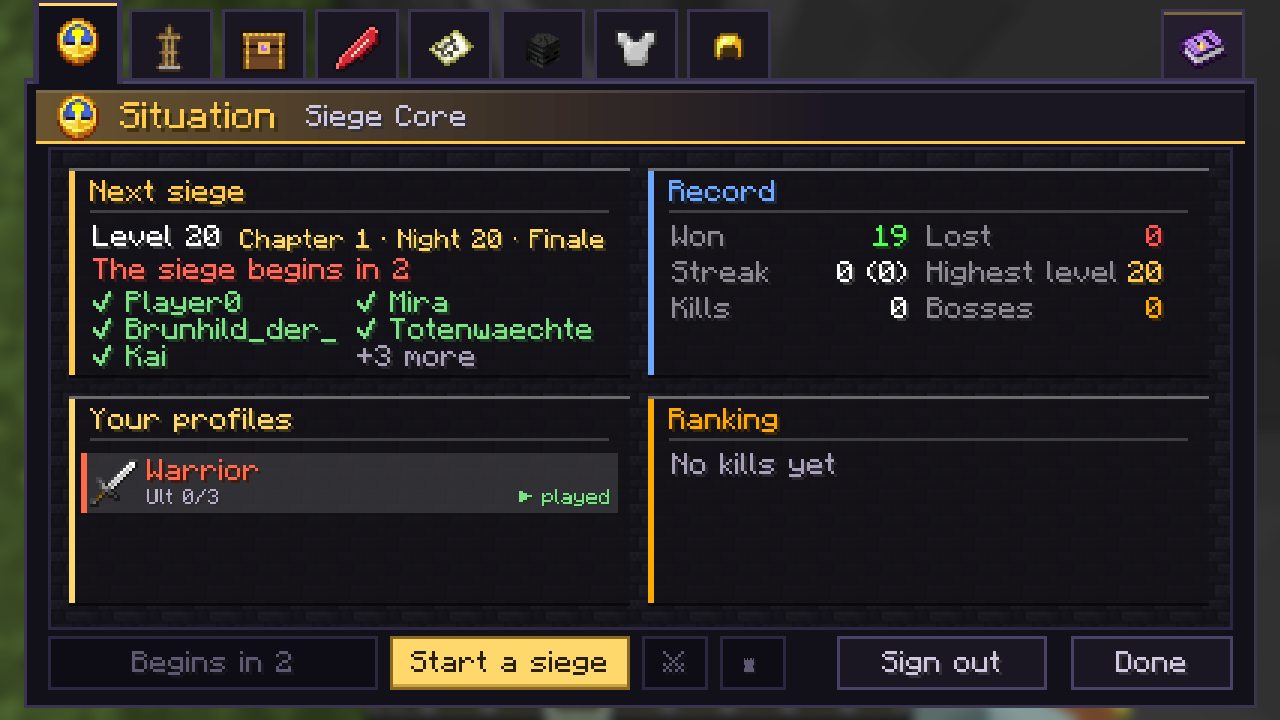 Situation Siege Core
Next siege
Level 20 Chapter 1 · Night 20 · Finale
The siege begins in 2
✓ Player0 ✓ Mira
✓ Brunhild_der_ ✓ Totenwaechte
✓ Kai +3 more
Record
Won 19 Lost 0
Streak 0 (0) Highest level 20
Kills 0 Bosses 0
Your profiles
Warrior
Ult 0/3 ▶ played
Ranking
No kills yet
Begins in 2 Start a siege Sign out Done